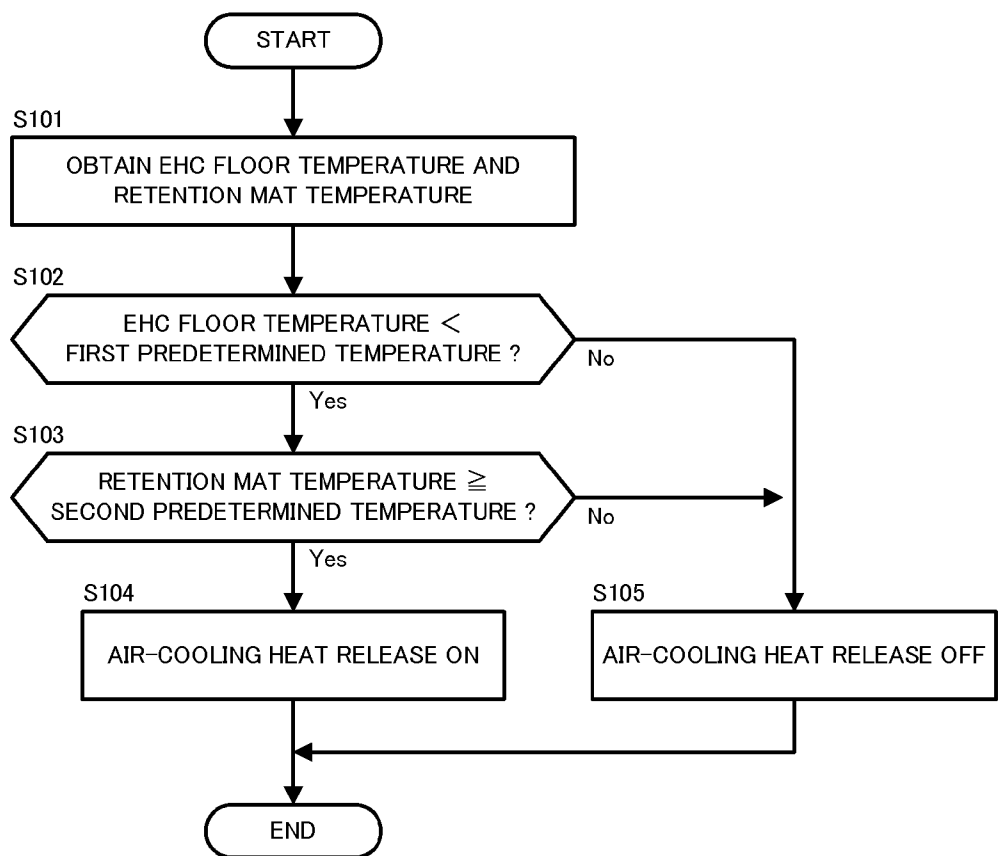 START
S101
OBTAIN EHC FLOOR TEMPERATURE AND
RETENTION MAT TEMPERATURE
S102
EHC FLOOR TEMPERATURE <
FIRST PREDETERMINED TEMPERATURE ?
No
Yes
S103
RETENTION MAT TEMPERATURE ≧
SECOND PREDETERMINED TEMPERATURE ?
No
Yes
S104
AIR-COOLING HEAT RELEASE ON
S105
AIR-COOLING HEAT RELEASE OFF
END